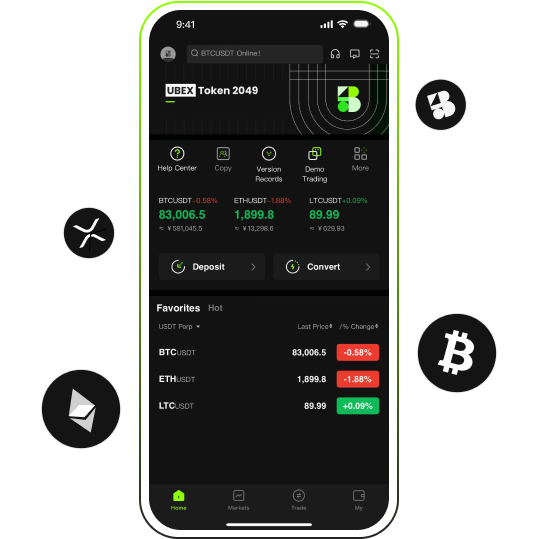 9:41
BTCUSDT Online!
UBEX Token 2049
Help Center
Copy
Version Records
Demo Trading
More
BTCUSDT-0.58% ETHUSDT-1.88% LTCUSDT+0.09%
83,006.5 1,899.8 89.99
≈ ￥581,045.5 ≈ ￥13,298.6 ≈ ￥629.93
Deposit Convert
Favorites Hot
USDT Perp Last Price /% Change
BTCUSDT 83,006.5 -0.58%
ETHUSDT 1,899.8 -1.88%
LTCUSDT 89.99 +0.09%
Home Markets Trade My